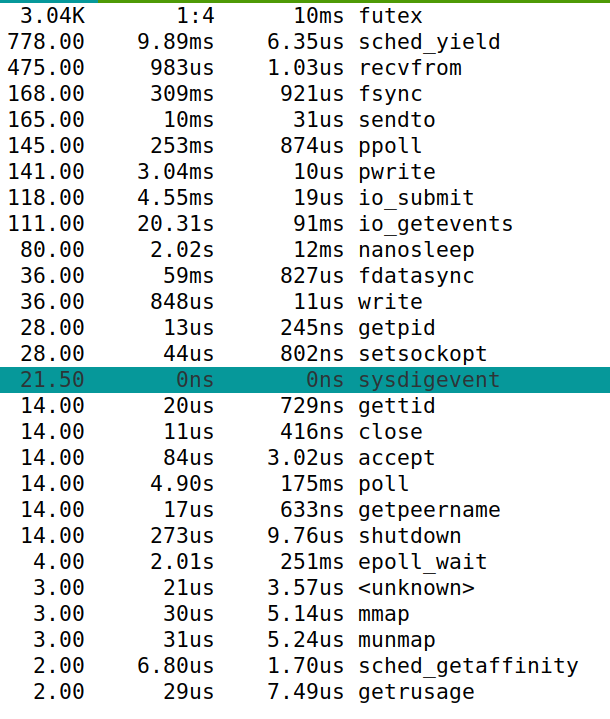 3.04K 1:4 10ms futex
778.00 9.89ms 6.35us sched_yield
475.00 983us 1.03us recvfrom
168.00 309ms 921us fsync
165.00 10ms 31us sendto
145.00 253ms 874us ppoll
141.00 3.04ms 10us pwrite
118.00 4.55ms 19us io_submit
111.00 20.31s 91ms io_getevents
80.00 2.02s 12ms nanosleep
36.00 59ms 827us fdatasync
36.00 848us 11us write
28.00 13us 245ns getpid
28.00 44us 802ns setsockopt
21.50 0ns 0ns sysdigevent
14.00 20us 729ns gettid
14.00 11us 416ns close
14.00 84us 3.02us accept
14.00 4.90s 175ms poll
14.00 17us 633ns getpeername
14.00 273us 9.76us shutdown
4.00 2.01s 251ms epoll_wait
3.00 21us 3.57us <unknown>
3.00 30us 5.14us mmap
3.00 31us 5.24us munmap
2.00 6.80us 1.70us sched_getaffinity
2.00 29us 7.49us getrusage